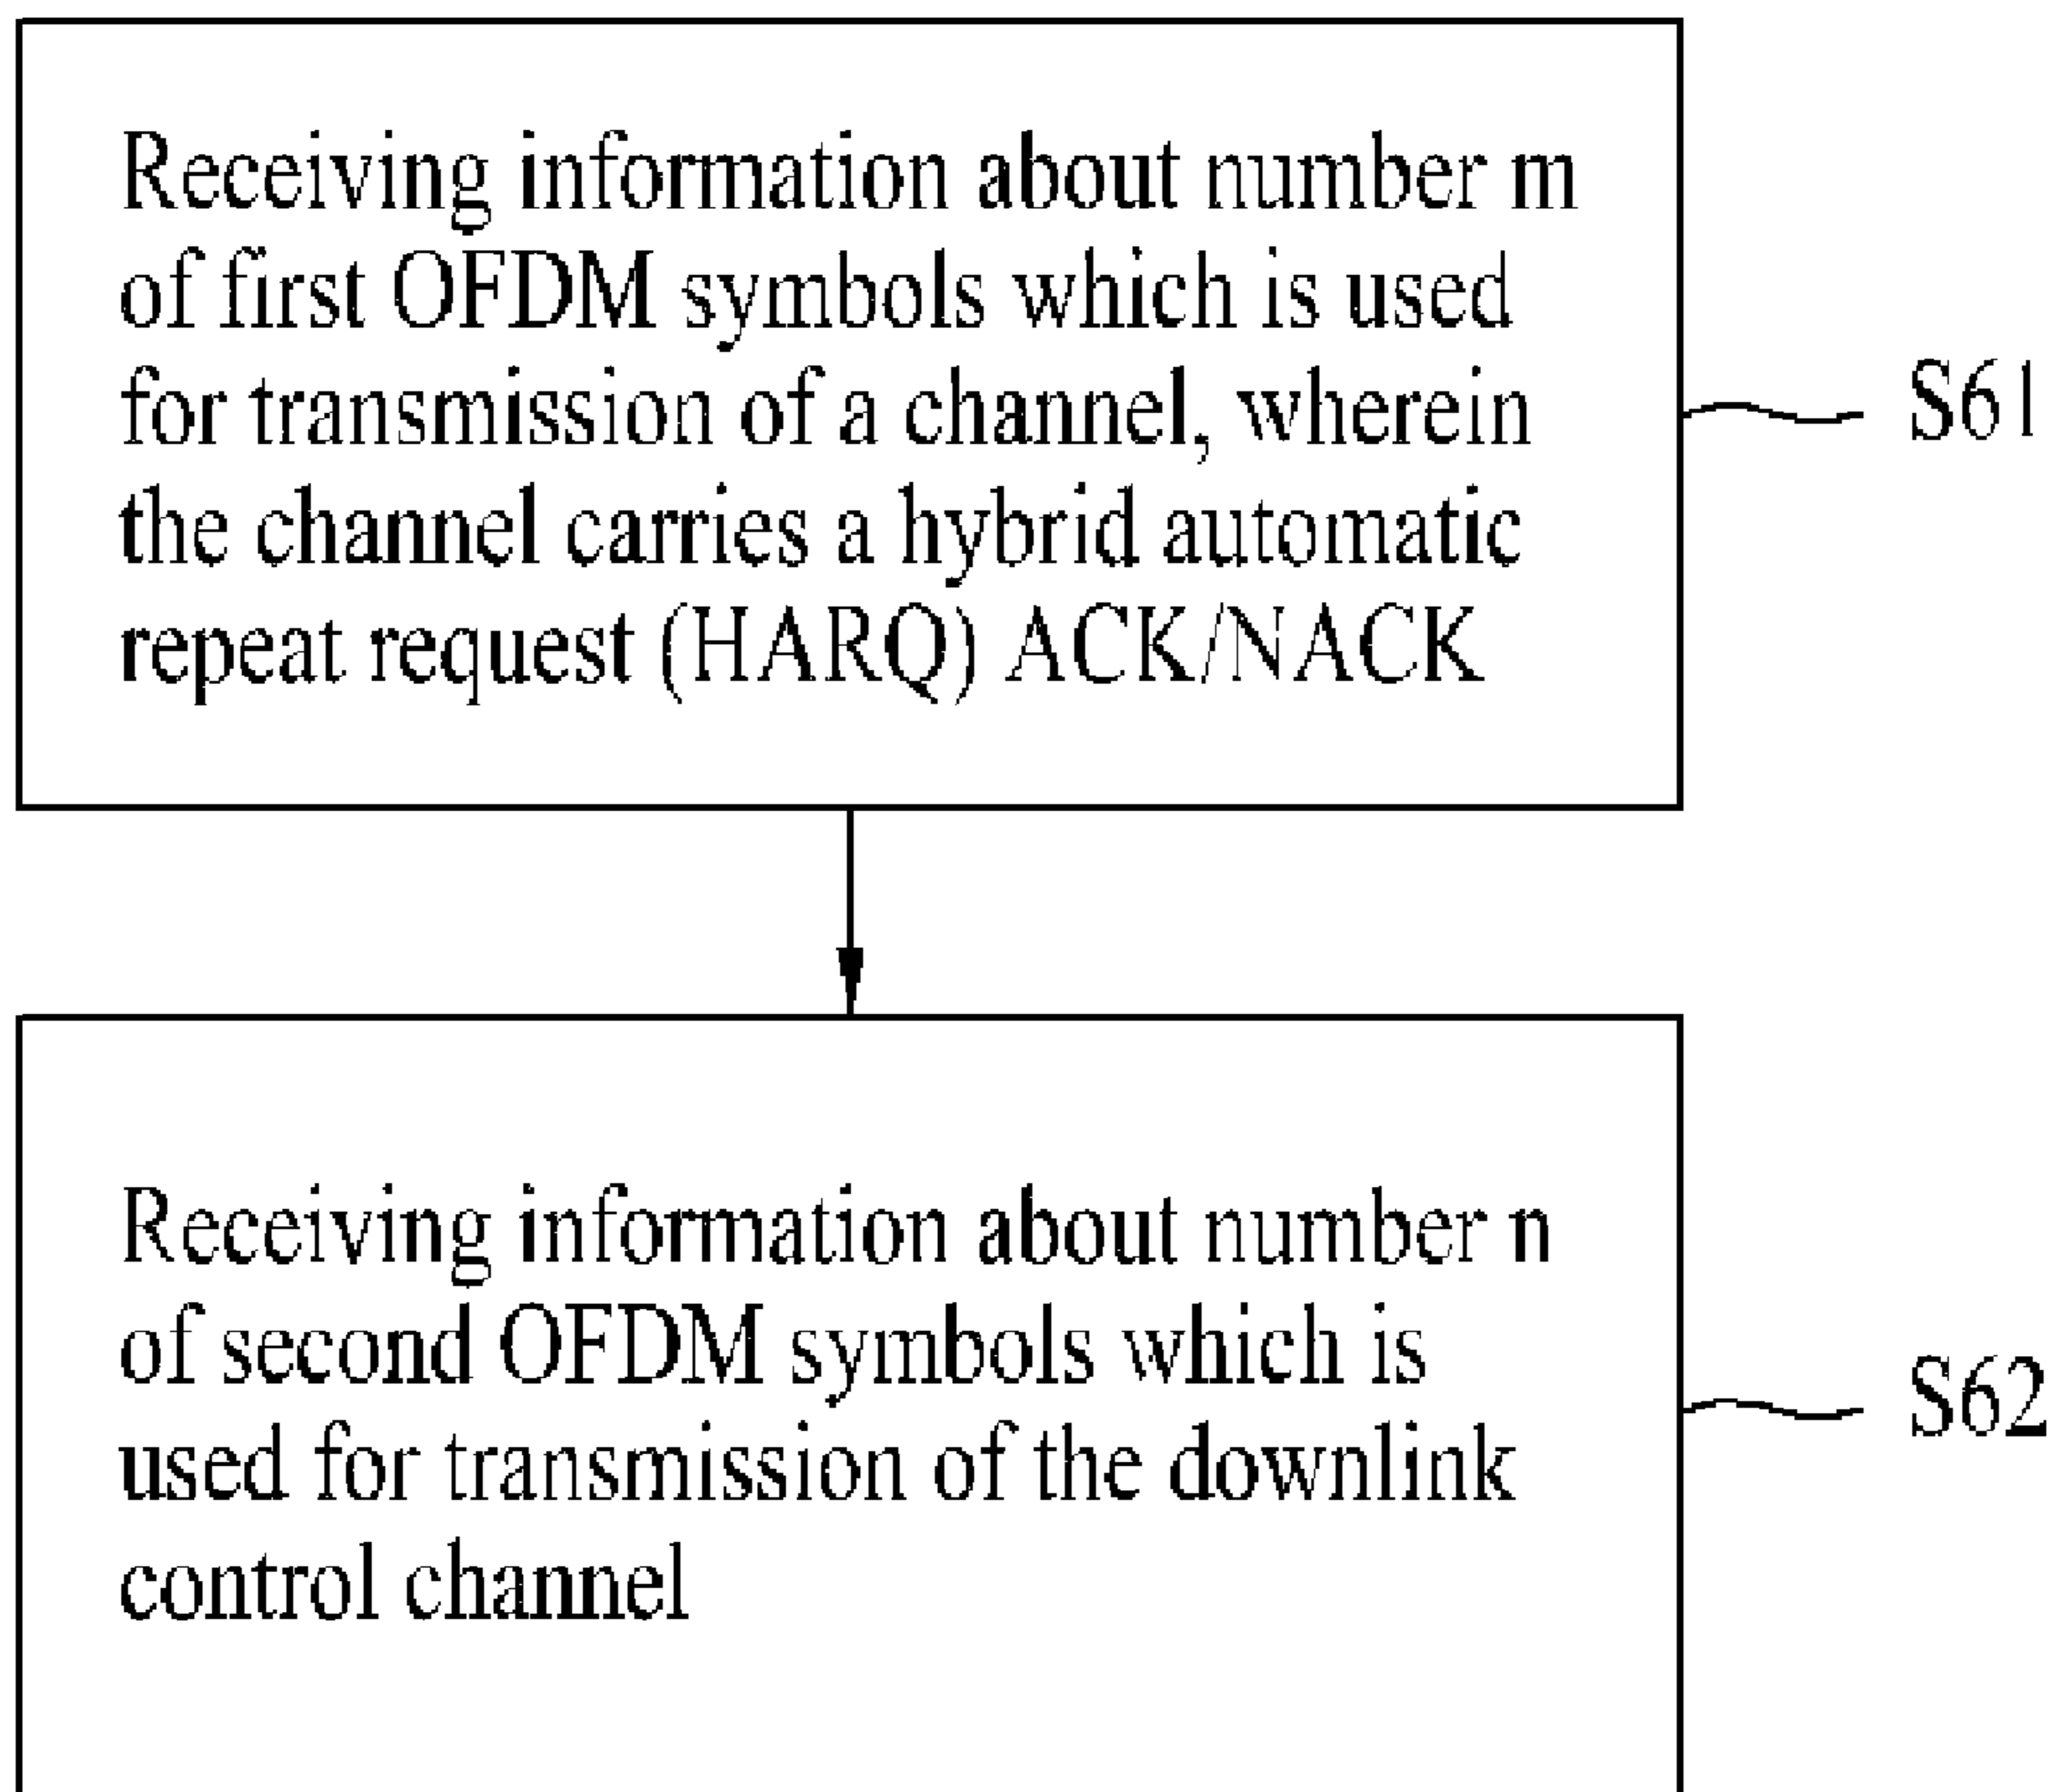 Receiving information about number m
of first OFDM symbols which is used
for transmission of a channel, wherein
the channel carries a hybrid automatic
repeat request (HARQ) ACK/NACK
S61
Receiving information about number n
of second OFDM symbols which is
used for transmission of the downlink
control channel
S62